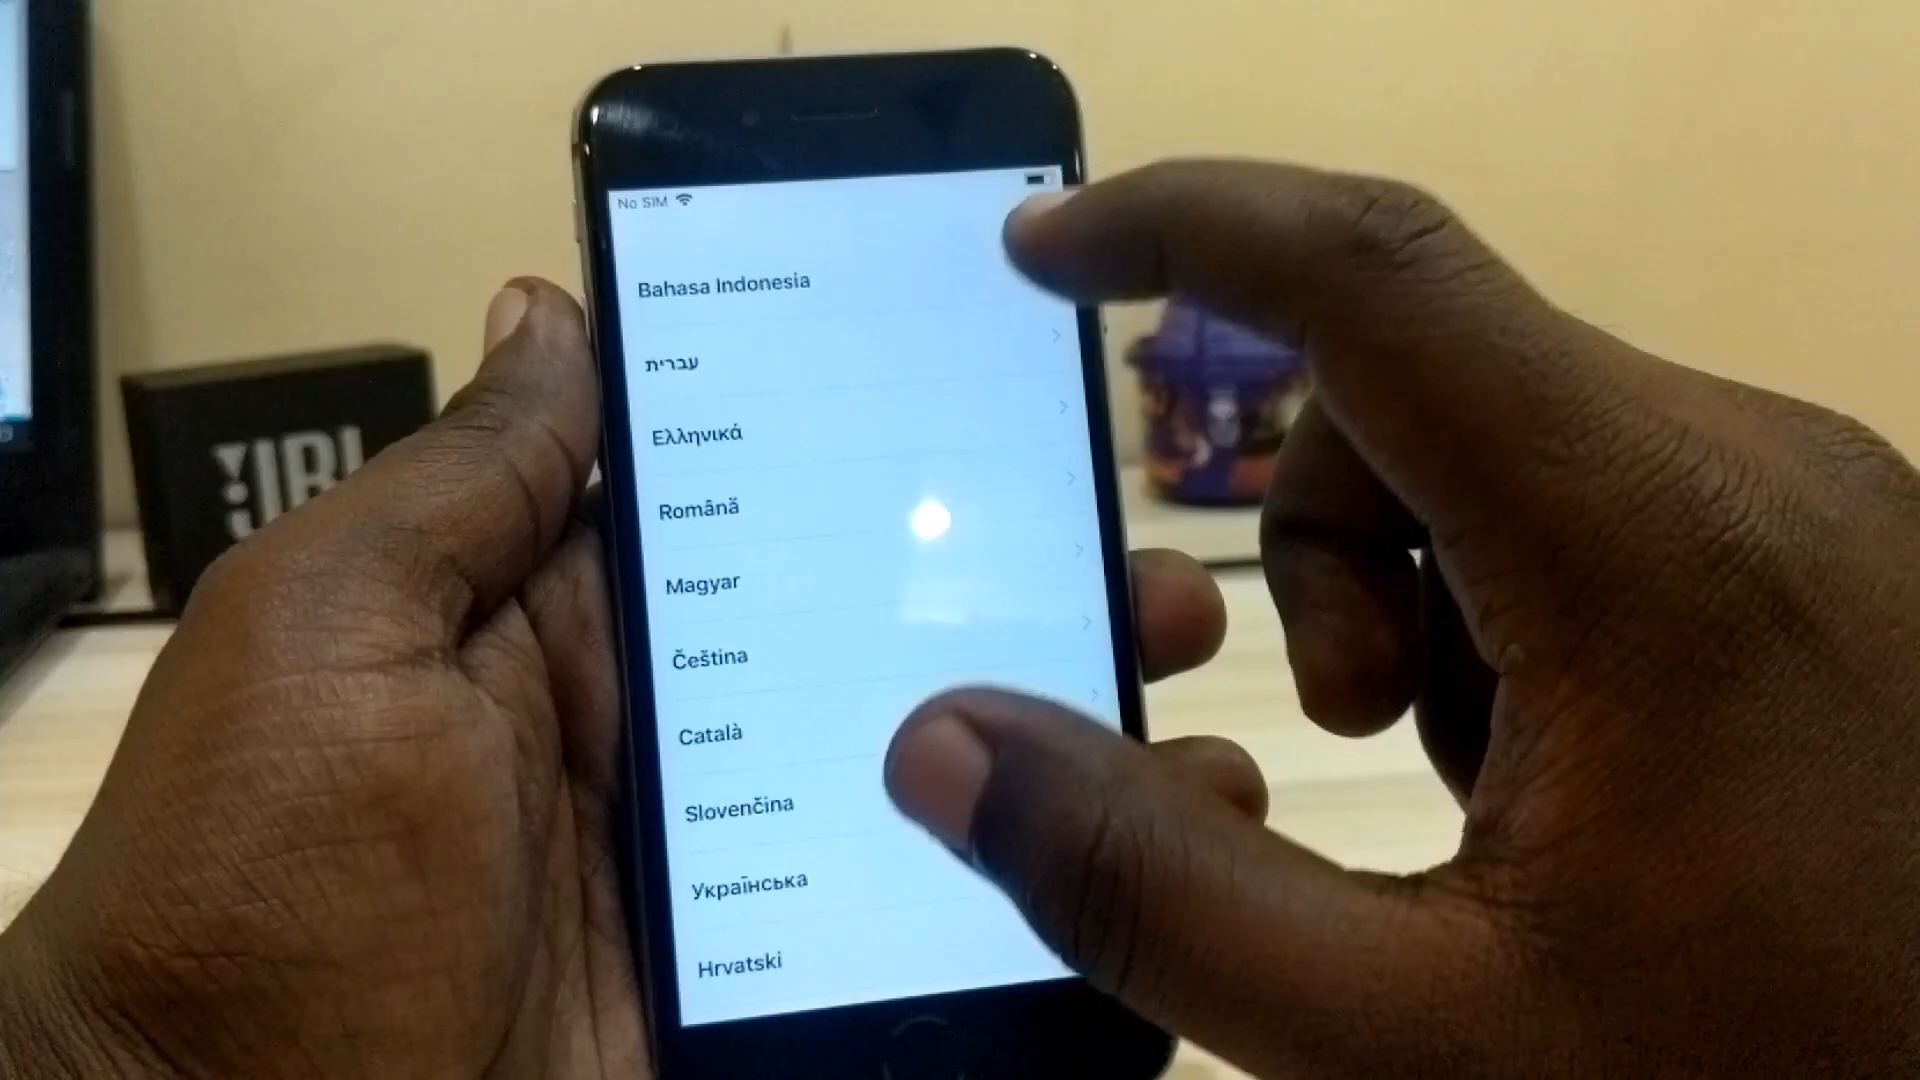 No SIM
Bahasa Indonesia
עברית
Ελληνικά
Română
Magyar
Čeština
Català
Slovenčina
Українська
Hrvatski
JBL